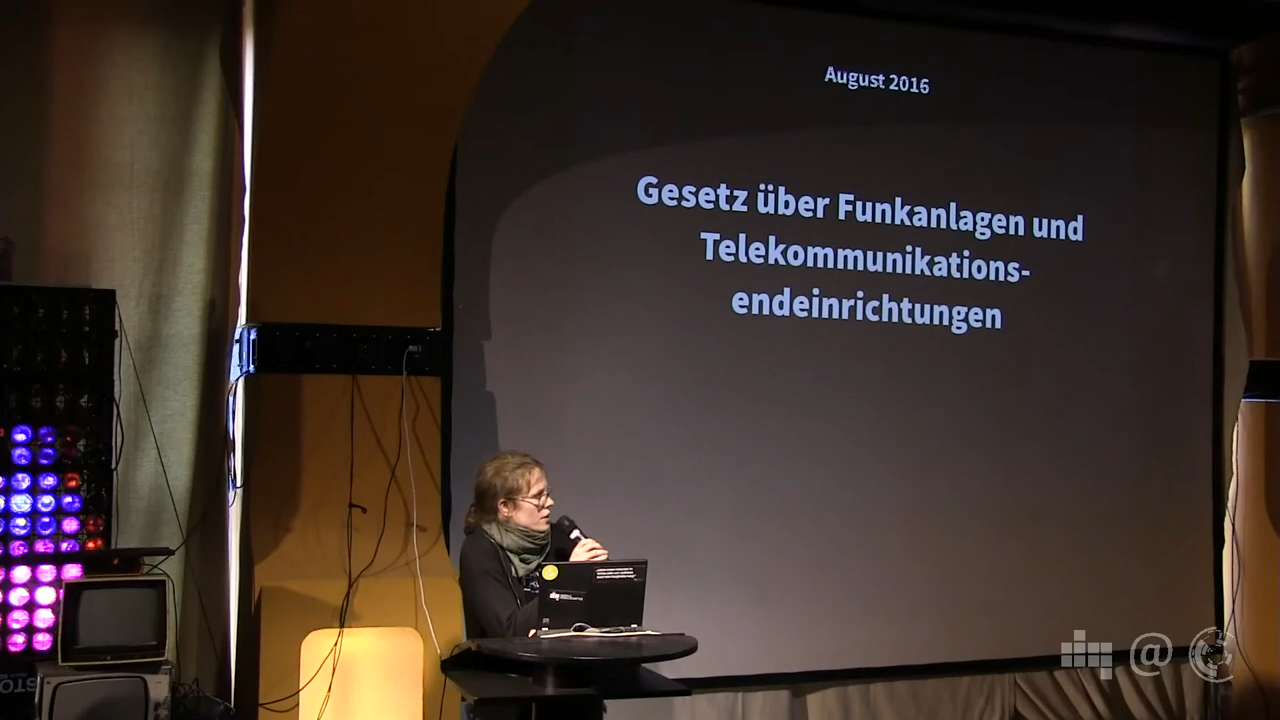 August 2016
Gesetz über Funkanlagen und
Telekommunikations-
endeinrichtungen
@